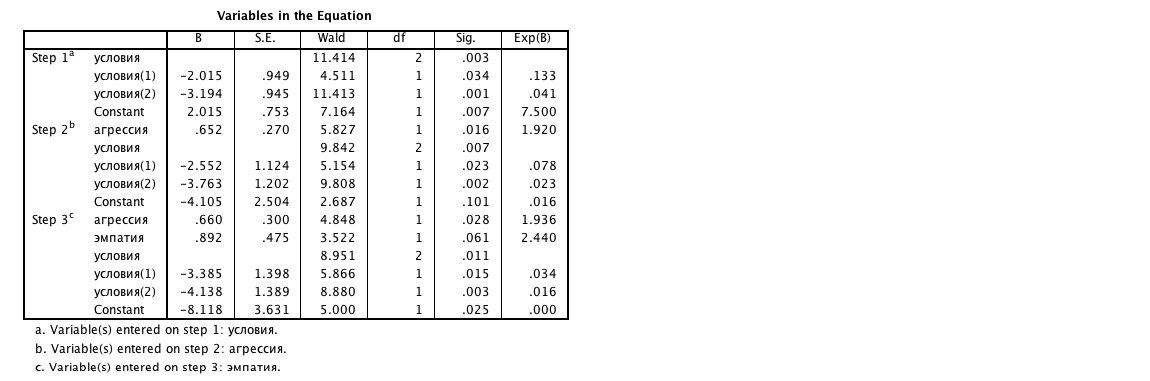 Variables in the Equation
B S.E. Wald df Sig. Exp(B)
Step 1a условия 11.414 2 .003
условия(1) -2.015 .949 4.511 1 .034 .133
условия(2) -3.194 .945 11.413 1 .001 .041
Constant 2.015 .753 7.164 1 .007 7.500
Step 2b агрессия .652 .270 5.827 1 .016 1.920
условия 9.842 2 .007
условия(1) -2.552 1.124 5.154 1 .023 .078
условия(2) -3.763 1.202 9.808 1 .002 .023
Constant -4.105 2.504 2.687 1 .101 .016
Step 3c агрессия .660 .300 4.848 1 .028 1.936
эмпатия .892 .475 3.522 1 .061 2.440
условия 8.951 2 .011
условия(1) -3.385 1.398 5.866 1 .015 .034
условия(2) -4.138 1.389 8.880 1 .003 .016
Constant -8.118 3.631 5.000 1 .025 .000
a. Variable(s) entered on step 1: условия.
b. Variable(s) entered on step 2: агрессия.
c. Variable(s) entered on step 3: эмпатия.